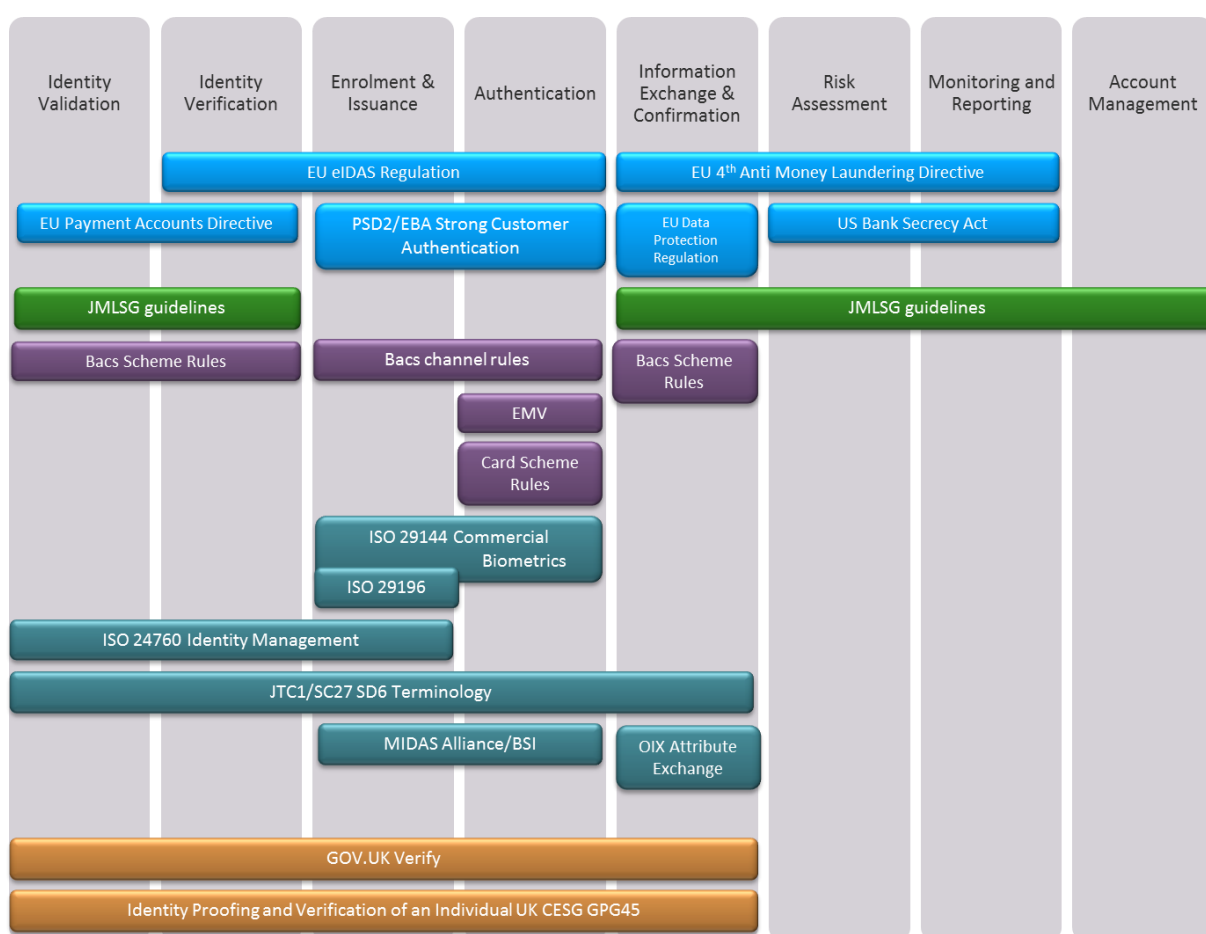 Identity
Validation
Identity
Verification
Enrolment &
Issuance
Authentication
Information
Exchange &
Confirmation
Risk
Assessment
Monitoring and
Reporting
Account
Management
EU eIDAS Regulation
EU 4th Anti Money Laundering Directive
EU Payment Accounts Directive
PSD2/EBA Strong Customer
Authentication
EU Data
Protection
Regulation
US Bank Secrecy Act
JMLSG guidelines
JMLSG guidelines
Bacs Scheme Rules
Bacs channel rules
Bacs Scheme
Rules
EMV
Card Scheme
Rules
ISO 29144 Commercial
Biometrics
ISO 29196
ISO 24760 Identity Management
JTC1/SC27 SD6 Terminology
MIDAS Alliance/BSI
OIX Attribute
Exchange
GOV.UK Verify
Identity Proofing and Verification of an Individual UK CESG GPG45